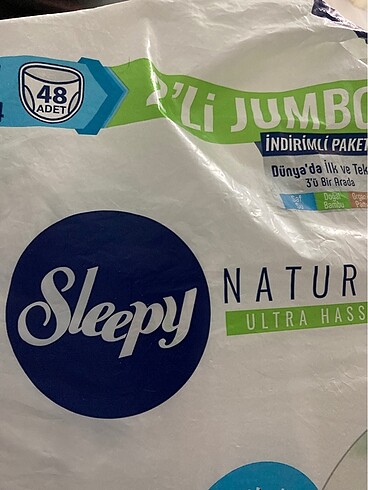 48
ADET
2'Lİ JUMBO
İNDİRİMLİ PAKET
Dünya'da İlk ve Tek
3'ü Bir Arada
Sleepy
NATUR
ULTRA HASS